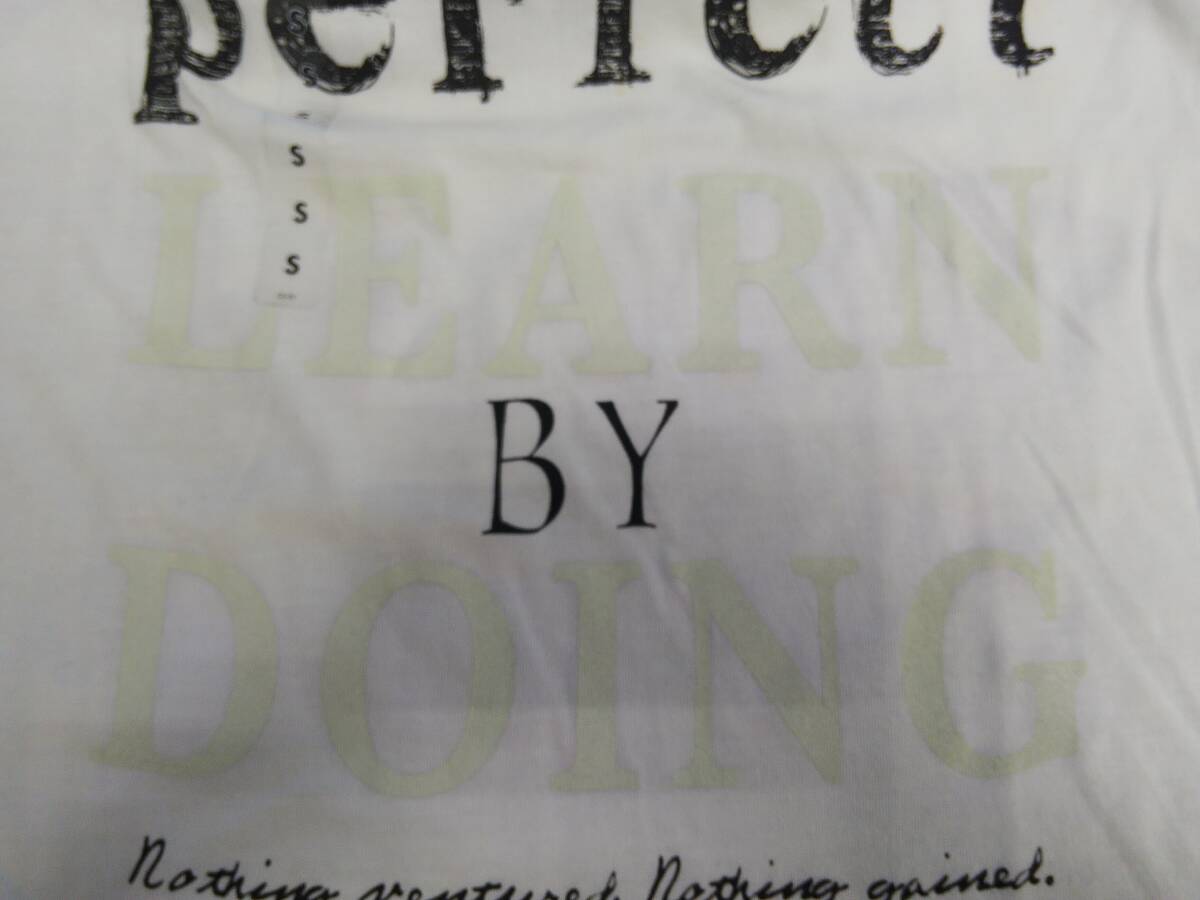 perfect
S
S
S
S
S
LEARN
BY
DOING
Nothing ventured. Nothing gained.